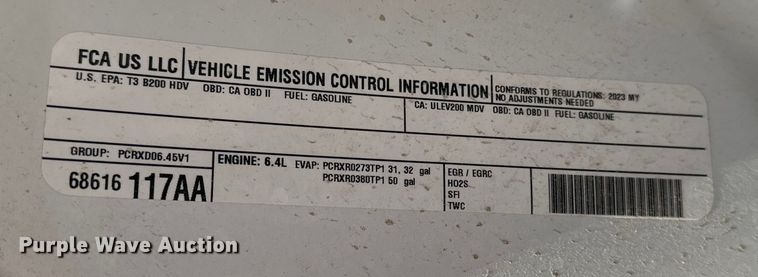 FCA US LLC VEHICLE EMISSION CONTROL INFORMATION
CONFORMS TO REGULATIONS: 2023 MY
NO ADJUSTMENTS NEEDED
U.S. EPA: T3 B200 HDV OBD: CA OBD II FUEL: GASOLINE
CA: ULEV200 MDV OBD: CA OBD II FUEL: GASOLINE
GROUP: PCRXD06.45V1
68616 117AA
ENGINE: 6.4L EVAP: PCRXR0273TP1 31, 32 gal
PCRXR0380TP1 50 gal
EGR / EGRC
HO2S
SFI
TWC
Purple Wave Auction